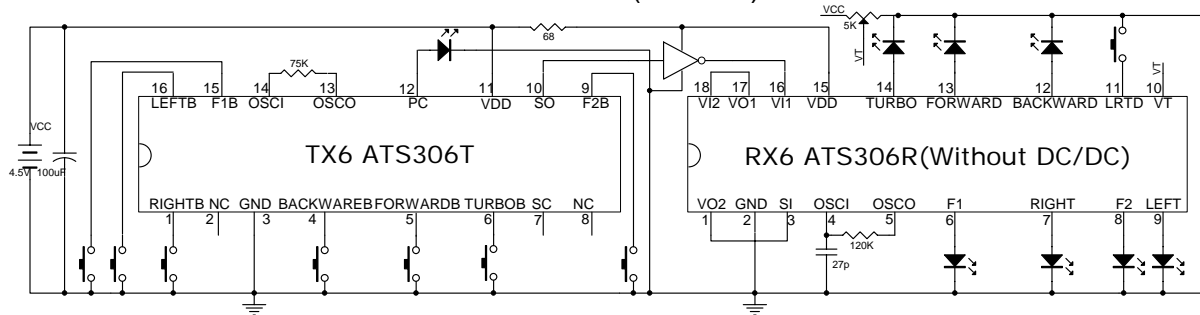 VCC
5K
VT
68
75K
16 15 14 13 12 11 10 9
LEFTB F1B OSCI OSCO PC VDD SO F2B
18 17 16 15 14 13 12 11 10
VI2 VO1 VI1 VDD TURBO FORWARD BACKWARD LRTD VT
VT
VCC
4.5V 100uF
TX6 ATS306T
RX6 ATS306R(Without DC/DC)
RIGHTB NC GND BACKWAREB FORWARDB TURBOB SC NC
1 2 3 4 5 6 7 8
VO2 GND SI OSCI OSCO F1 RIGHT F2 LEFT
1 2 3 4 5 6 7 8 9
120K
27p